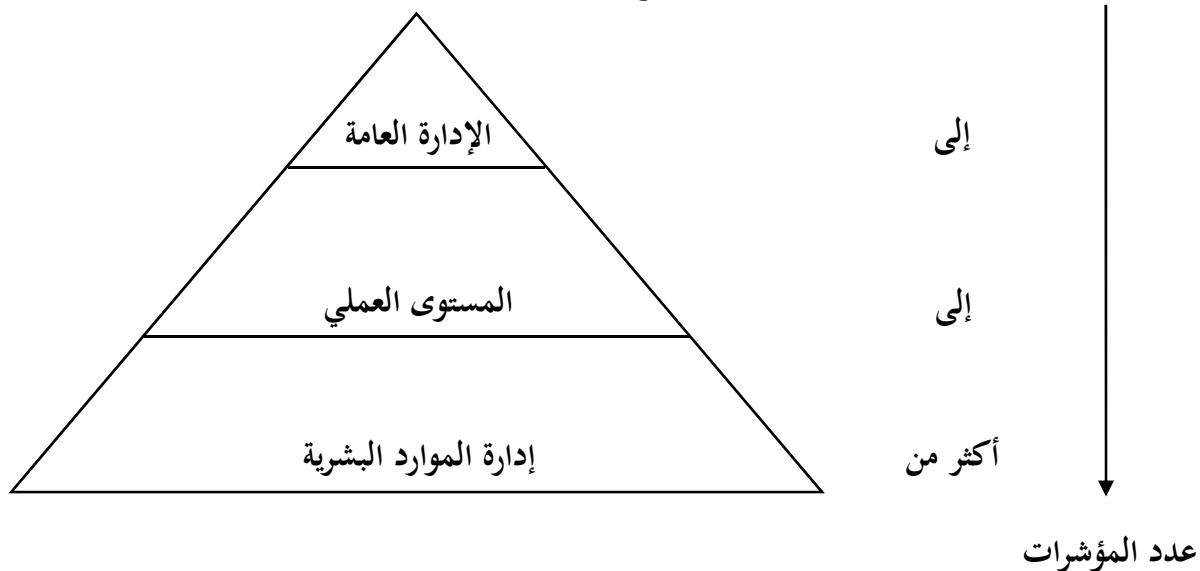 الإدارة العامة
إلى
المستوى العملي
إلى
إدارة الموارد البشرية
أكثر من
عدد المؤشرات